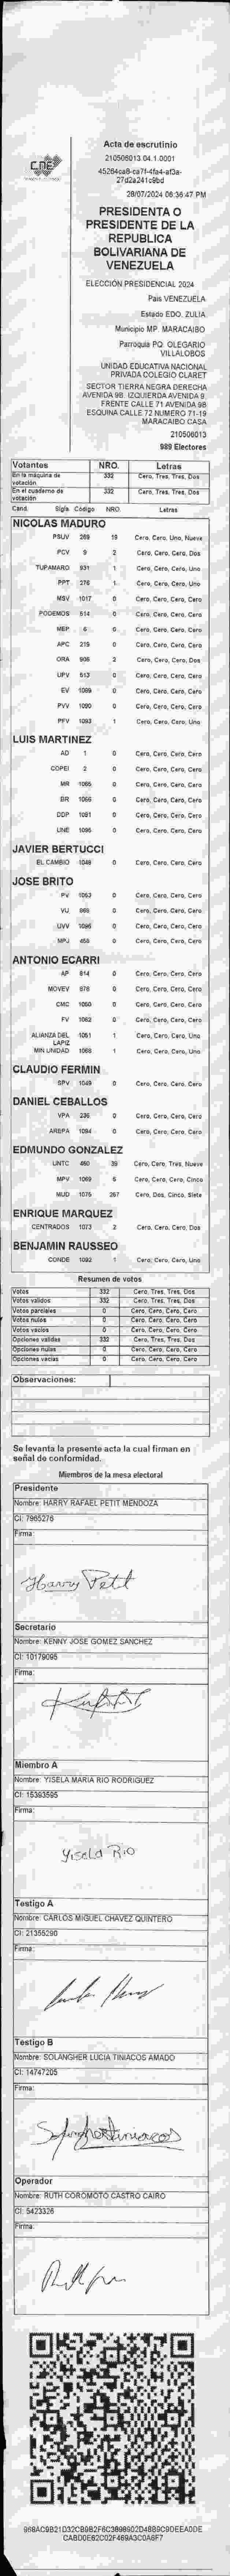 CNE
Acta de escrutinio
210506013.04.1.0001
28/07/2024 06:36:47 PM
PRESIDENTA O
PRESIDENTE DE LA
REPUBLICA
BOLIVARIANA DE
VENEZUELA
ELECCIÓN PRESIDENCIAL 2024
País VENEZUELA
Estado EDO. ZULIA
Municipio MP. MARACAIBO
Parroquia PQ. OLEGARIO
VILLALOBOS
UNIDAD EDUCATIVA NACIONAL
PRIVADA COLEGIO CLARET
SECTOR TIERRA NEGRA DERECHA
AVENIDA 9B. IZQUIERDA AVENIDA 9.
FRENTE CALLE 71 AVENIDA 9B
ESQUINA CALLE 72 NUMERO 71-19
MARACAIBO CASA
210506013
989 Electores
Votantes NRO. Letras
En la máquina de votación 332 Cero, Tres, Tres, Dos
En el cuaderno de votación 332 Cero, Tres, Tres, Dos
Cand. Sigla Código NRO. Letras
NICOLAS MADURO
PSUV 269 19 Cero, Cero, Uno, Nueve
PCV 9 2 Cero, Cero, Cero, Dos
TUPAMARO 931 1 Cero, Cero, Cero, Uno
PPT 276 1 Cero, Cero, Cero, Uno
MSV 1017 0 Cero, Cero, Cero, Cero
PODEMOS 514 0 Cero, Cero, Cero, Cero
MEP 6 0 Cero, Cero, Cero, Cero
APC 219 0 Cero, Cero, Cero, Cero
ORA 905 2 Cero, Cero, Cero, Dos
UPV 613 0 Cero, Cero, Cero, Cero
EV 1089 0 Cero, Cero, Cero, Cero
PVV 1090 0 Cero, Cero, Cero, Cero
PFV 1093 1 Cero, Cero, Cero, Uno
LUIS MARTINEZ
AD 1 0 Cero, Cero, Cero, Cero
COPEI 2 0 Cero, Cero, Cero, Cero
MR 1065 0 Cero, Cero, Cero, Cero
BR 1066 0 Cero, Cero, Cero, Cero
DDP 1091 0 Cero, Cero, Cero, Cero
UNE 1096 0 Cero, Cero, Cero, Cero
JAVIER BERTUCCI
EL CAMBIO 1048 0 Cero, Cero, Cero, Cero
JOSE BRITO
PV 1053 0 Cero, Cero, Cero, Cero
VU 969 0 Cero, Cero, Cero, Cero
UVV 0 Cero, Cero, Cero, Cero
MPJ 458 0 Cero, Cero, Cero, Cero
ANTONIO ECARRI
AP 814 0 Cero, Cero, Cero, Cero
MOVEV 978 0 Cero, Cero, Cero, Cero
CMC 1050 0 Cero, Cero, Cero, Cero
FV 1082 0 Cero, Cero, Cero, Cero
ALIANZA DEL LAPIZ 1051 1 Cero, Cero, Cero, Uno
MIN UNIDAD 1068 1 Cero, Cero, Cero, Uno
CLAUDIO FERMIN
SPV 1049 0 Cero, Cero, Cero, Cero
DANIEL CEBALLOS
VPA 236 0 Cero, Cero, Cero, Cero
AREPA 1094 0 Cero, Cero, Cero, Cero
EDMUNDO GONZALEZ
UNTC 460 39 Cero, Cero, Tres, Nueve
MPV 1069 5 Cero, Cero, Cero, Cinco
MUD 1075 257 Cero, Dos, Cinco, Siete
ENRIQUE MARQUEZ
CENTRADOS 1073 2 Cero, Cero, Cero, Dos
BENJAMIN RAUSSEO
CONDE 1092 1 Cero, Cero, Cero, Uno
Resumen de votos
Votos 332 Cero, Tres, Tres, Dos
Votos validos 332 Cero, Tres, Tres, Dos
Votos parciales 0 Cero, Cero, Cero, Cero
Votos nulos 0 Cero, Cero, Cero, Cero
Votos vacios 0 Cero, Cero, Cero, Cero
Opciones validas 332 Cero, Tres, Tres, Dos
Opciones nulas 0 Cero, Cero, Cero, Cero
Opciones vacias 0 Cero, Cero, Cero, Cero
Observaciones:
Se levanta la presente acta la cual firman en
señal de conformidad.
Miembros de la mesa electoral
Presidente
Nombre: HARRY RAFAEL PETIT MENDOZA
CI: 7965276
Firma:
Harry Petit
Secretario
Nombre: KENNY JOSE GOMEZ SANCHEZ
CI: 10179095
Firma:
Miembro A
Nombre: YISELA MARIA RIO RODRIGUEZ
CI: 15393595
Firma:
Yisela Rio
Testigo A
Nombre: CARLOS MIGUEL CHAVEZ QUINTERO
CI: 21355290
Firma:
Testigo B
Nombre: SOLANGHER LUCIA TINIACOS AMADO
CI: 14747205
Firma:
Operador
Nombre: RUTH COROMOTO CASTRO CAIRO
CI: 5423326
Firma: